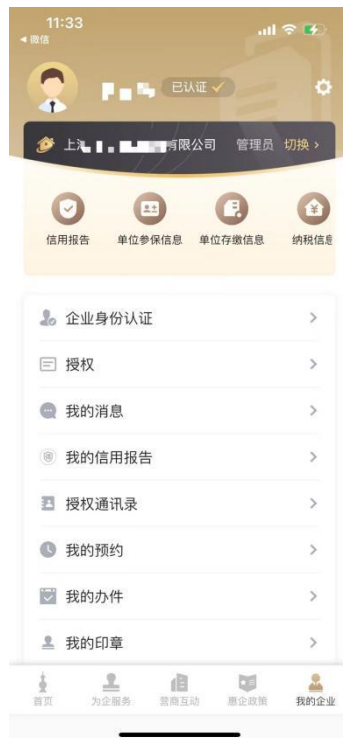 11:33
微信
已认证
上 有限公司 管理员 切换
信用报告 单位参保信息 单位存缴信息 纳税信息
企业身份认证
授权
我的消息
我的信用报告
授权通讯录
我的预约
我的办件
我的印章
首页 为企服务 营商互动 惠企政策 我的企业